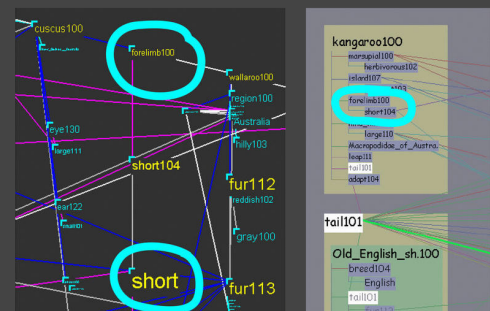 cuscus100
forelimb100
wallaroo100
region100
Australia
eye130
large111
hilly103
short104
fur112
reddish102
ear122
small101
gray100
short
fur113
kangaroo100
marsupial100
herbivorous102
island107
forelimb100
short104
large110
Macropodidae_of_Austra.
leap111
tail101
adapt104
tail101
Old_English_sh.100
breed104
English
tail101